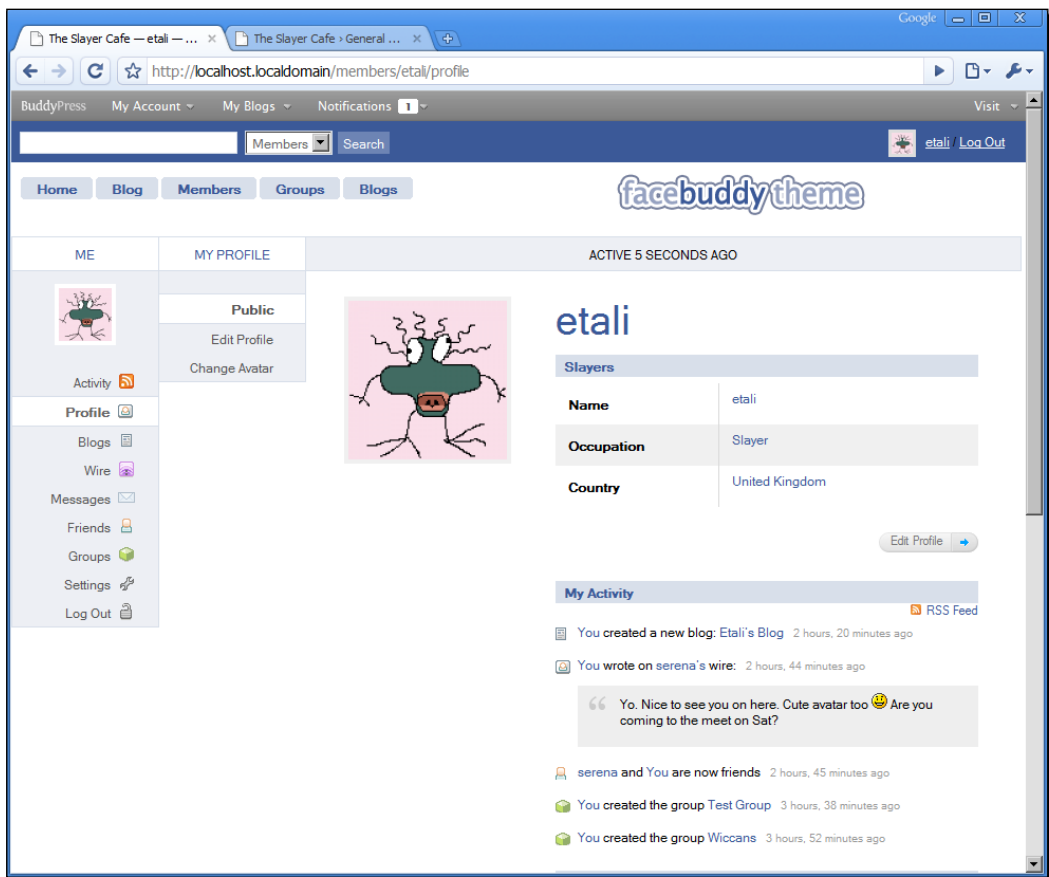 Google
The Slayer Cafe — etali — ...
The Slayer Cafe › General ...
http://localhost.localdomain/members/etali/profile
BuddyPress My Account My Blogs Notifications 1 Visit
Members Search etali / Log Out
Home Blog Members Groups Blogs
facebuddy theme
ME MY PROFILE ACTIVE 5 SECONDS AGO
Public
Edit Profile
Change Avatar
Activity
Profile
Blogs
Wire
Messages
Friends
Groups
Settings
Log Out
etali
Slayers
Name etali
Occupation Slayer
Country United Kingdom
Edit Profile
My Activity
RSS Feed
You created a new blog: Etali's Blog 2 hours, 20 minutes ago
You wrote on serena's wire: 2 hours, 44 minutes ago
Yo. Nice to see you on here. Cute avatar too Are you
coming to the meet on Sat?
serena and You are now friends 2 hours, 45 minutes ago
You created the group Test Group 3 hours, 38 minutes ago
You created the group Wiccans 3 hours, 52 minutes ago